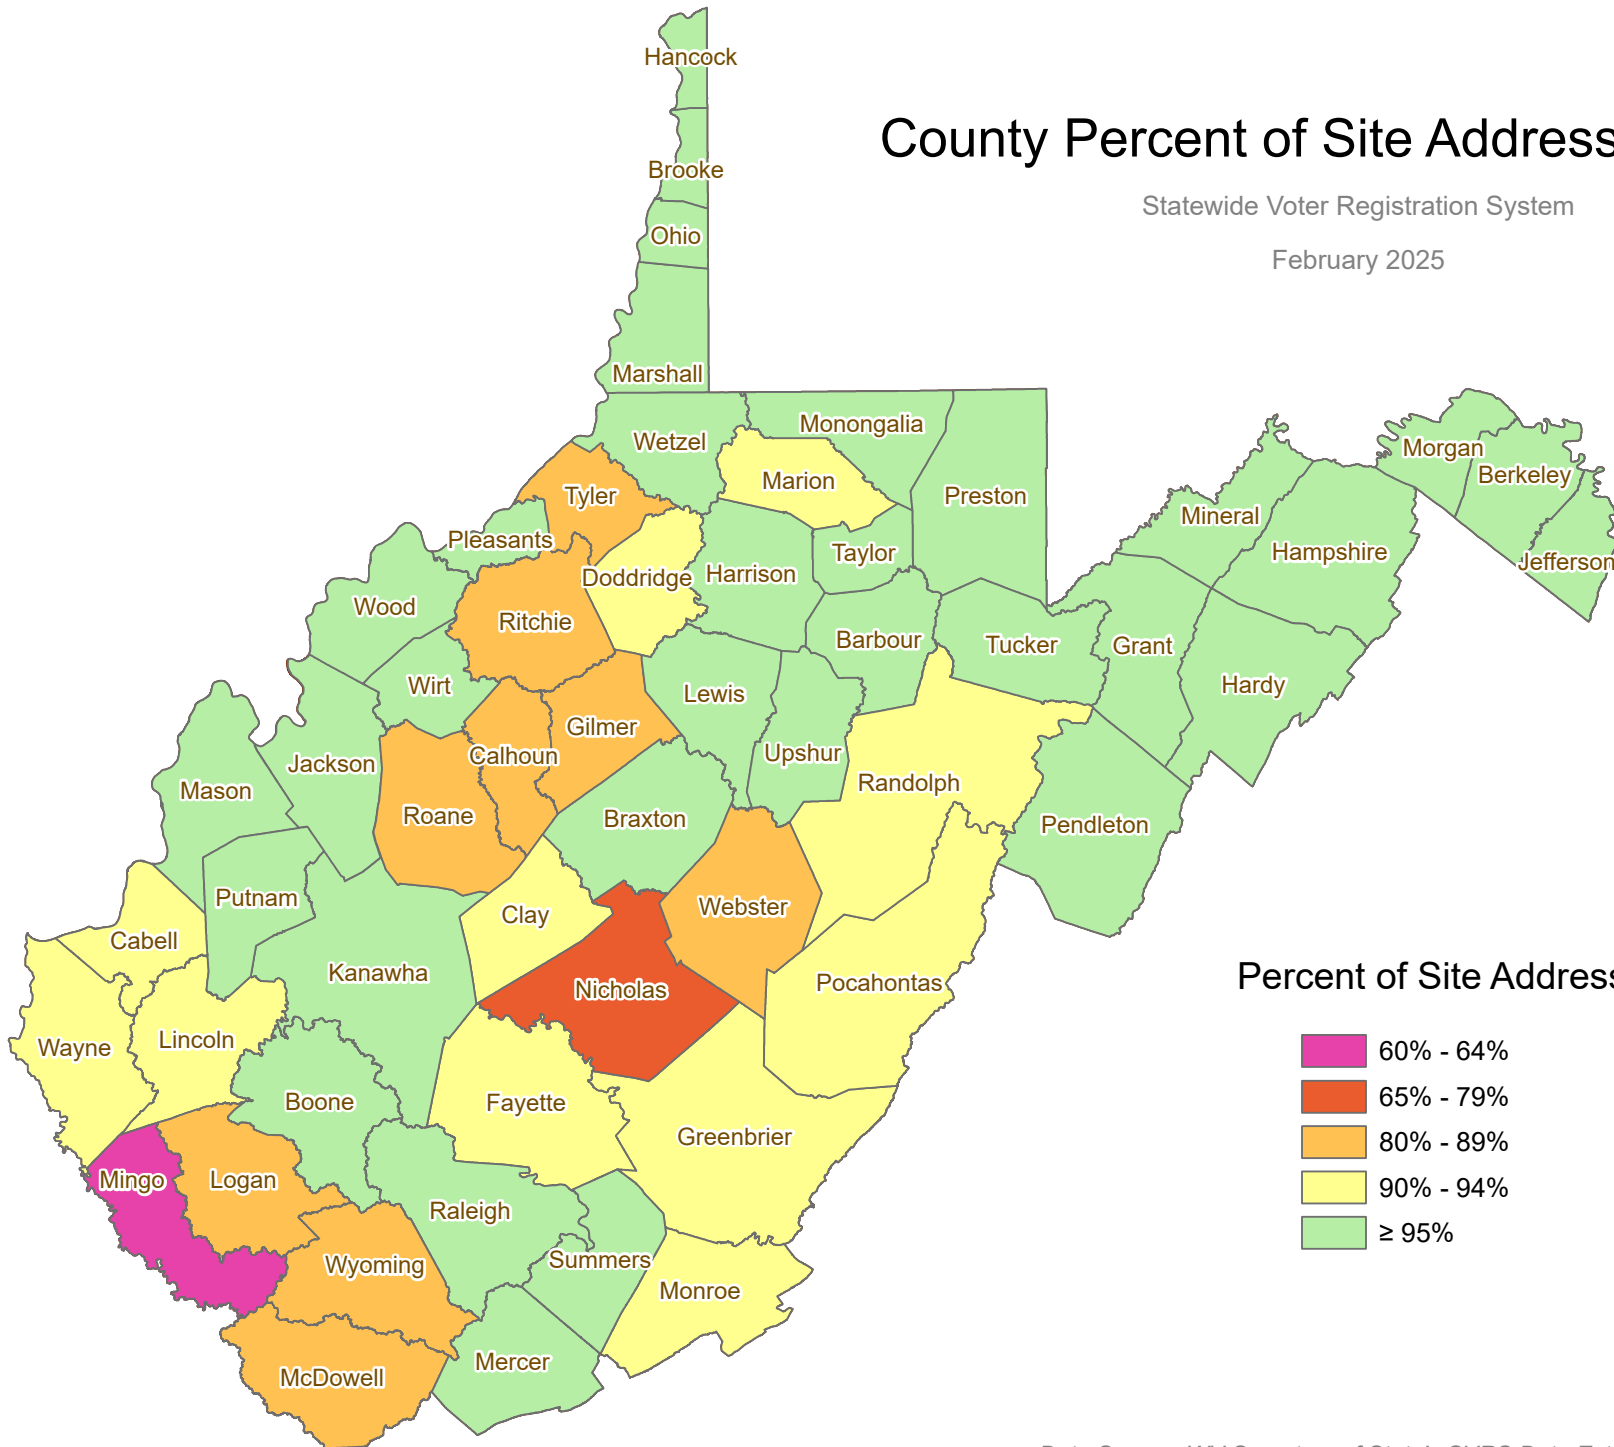 Hancock
County Percent of Site Address
Brooke
Statewide Voter Registration System
Ohio
February 2025
Marshall
Monongalia
Wetzel
Morgan
Berkeley
Marion
Tyler
Preston
Mineral
Pleasants
Hampshire
Taylor
Jefferson
Harrison
Doddridge
Wood
Ritchie
Barbour
Tucker
Grant
Wirt
Hardy
Lewis
Gilmer
Calhoun
Upshur
Jackson
Randolph
Mason
Roane
Braxton
Pendleton
Putnam
Webster
Clay
Cabell
Kanawha
Percent of Site Address
Pocahontas
Nicholas
Lincoln
Wayne
60% - 64%
65% - 79%
Boone
Fayette
Greenbrier
80% - 89%
Mingo
Logan
90% - 94%
Raleigh
≥ 95%
Summers
Wyoming
Monroe
Mercer
McDowell